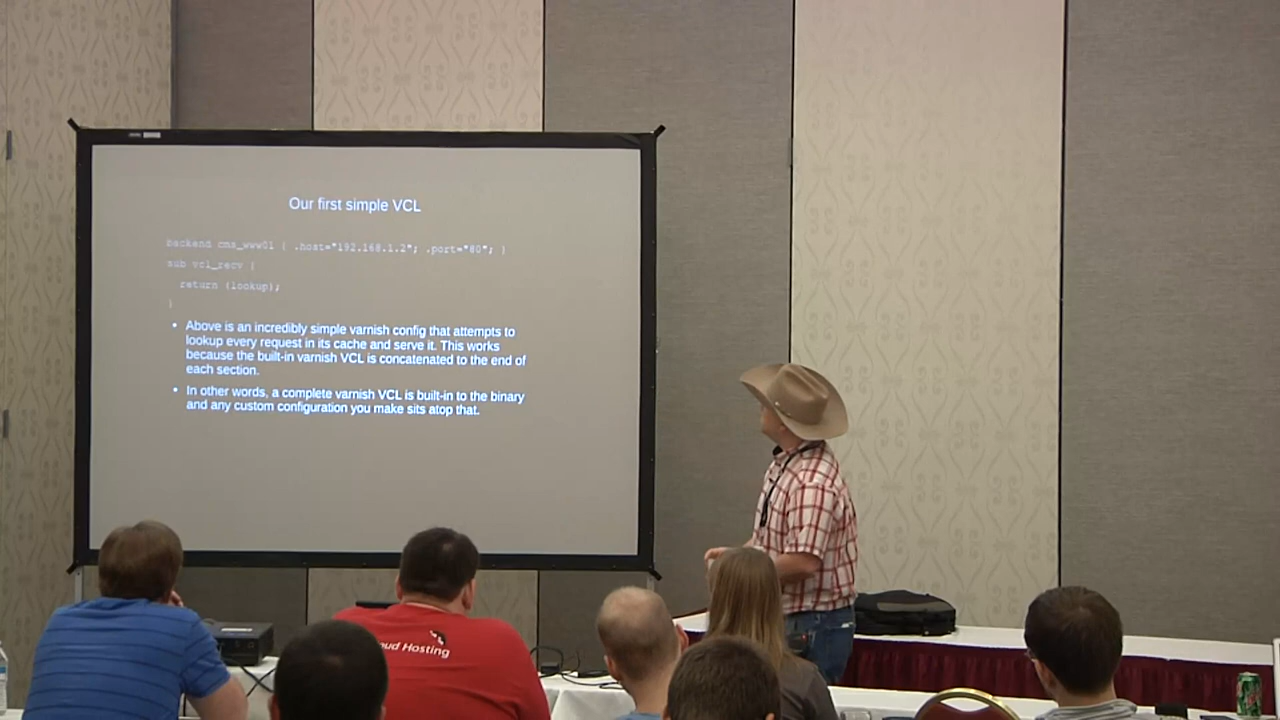 Our first simple VCL
backend cms_www01 { .host="192.168.1.2"; .port="80"; }
sub vcl_recv {
return (lookup);
}
• Above is an incredibly simple varnish config that attempts to
lookup every request in its cache and serve it. This works
because the built-in varnish VCL is concatenated to the end of
each section.
• In other words, a complete varnish VCL is built-in to the binary
and any custom configuration you make sits atop that.
oud Hosting